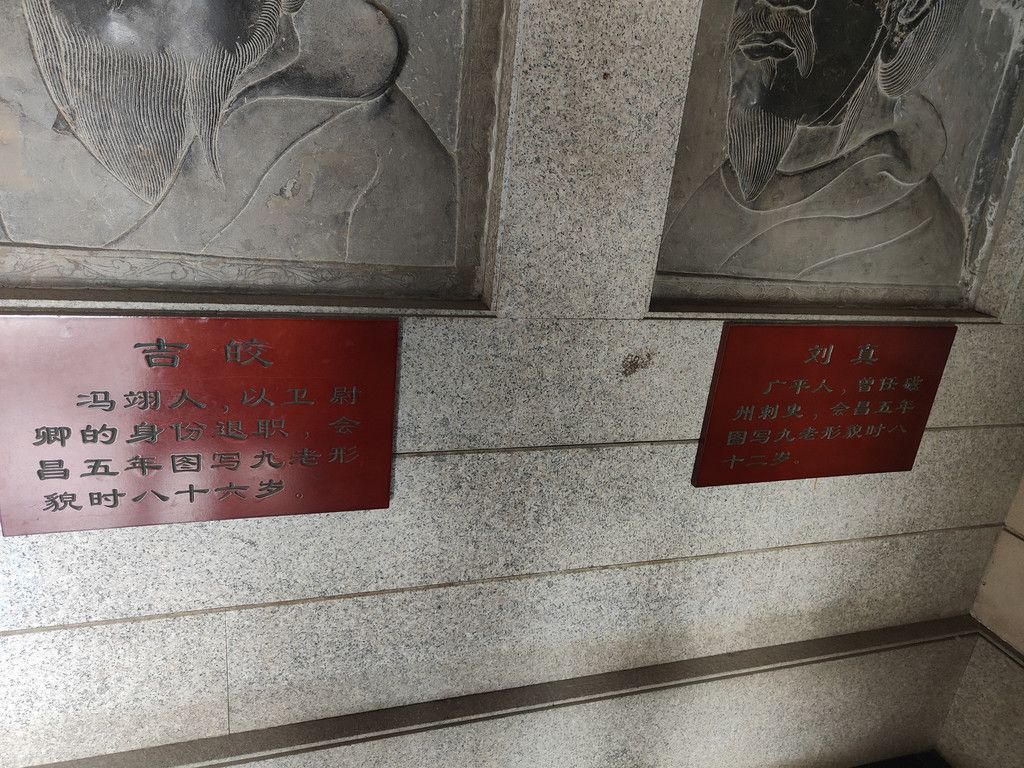 吉皎
冯翊人，以卫尉
卿的身份退职，会
昌五年图写九老形
貌时八十六岁。
刘真
广平人，曾任磁
州刺史，会昌五年
图写九老形貌时八
十二岁。